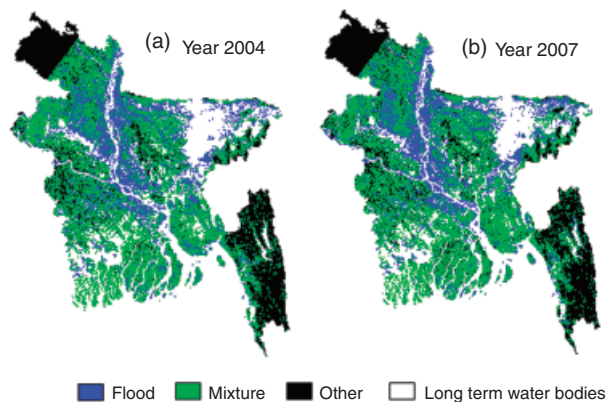 (a) Year 2004
(b) Year 2007
Flood Mixture Other Long term water bodies